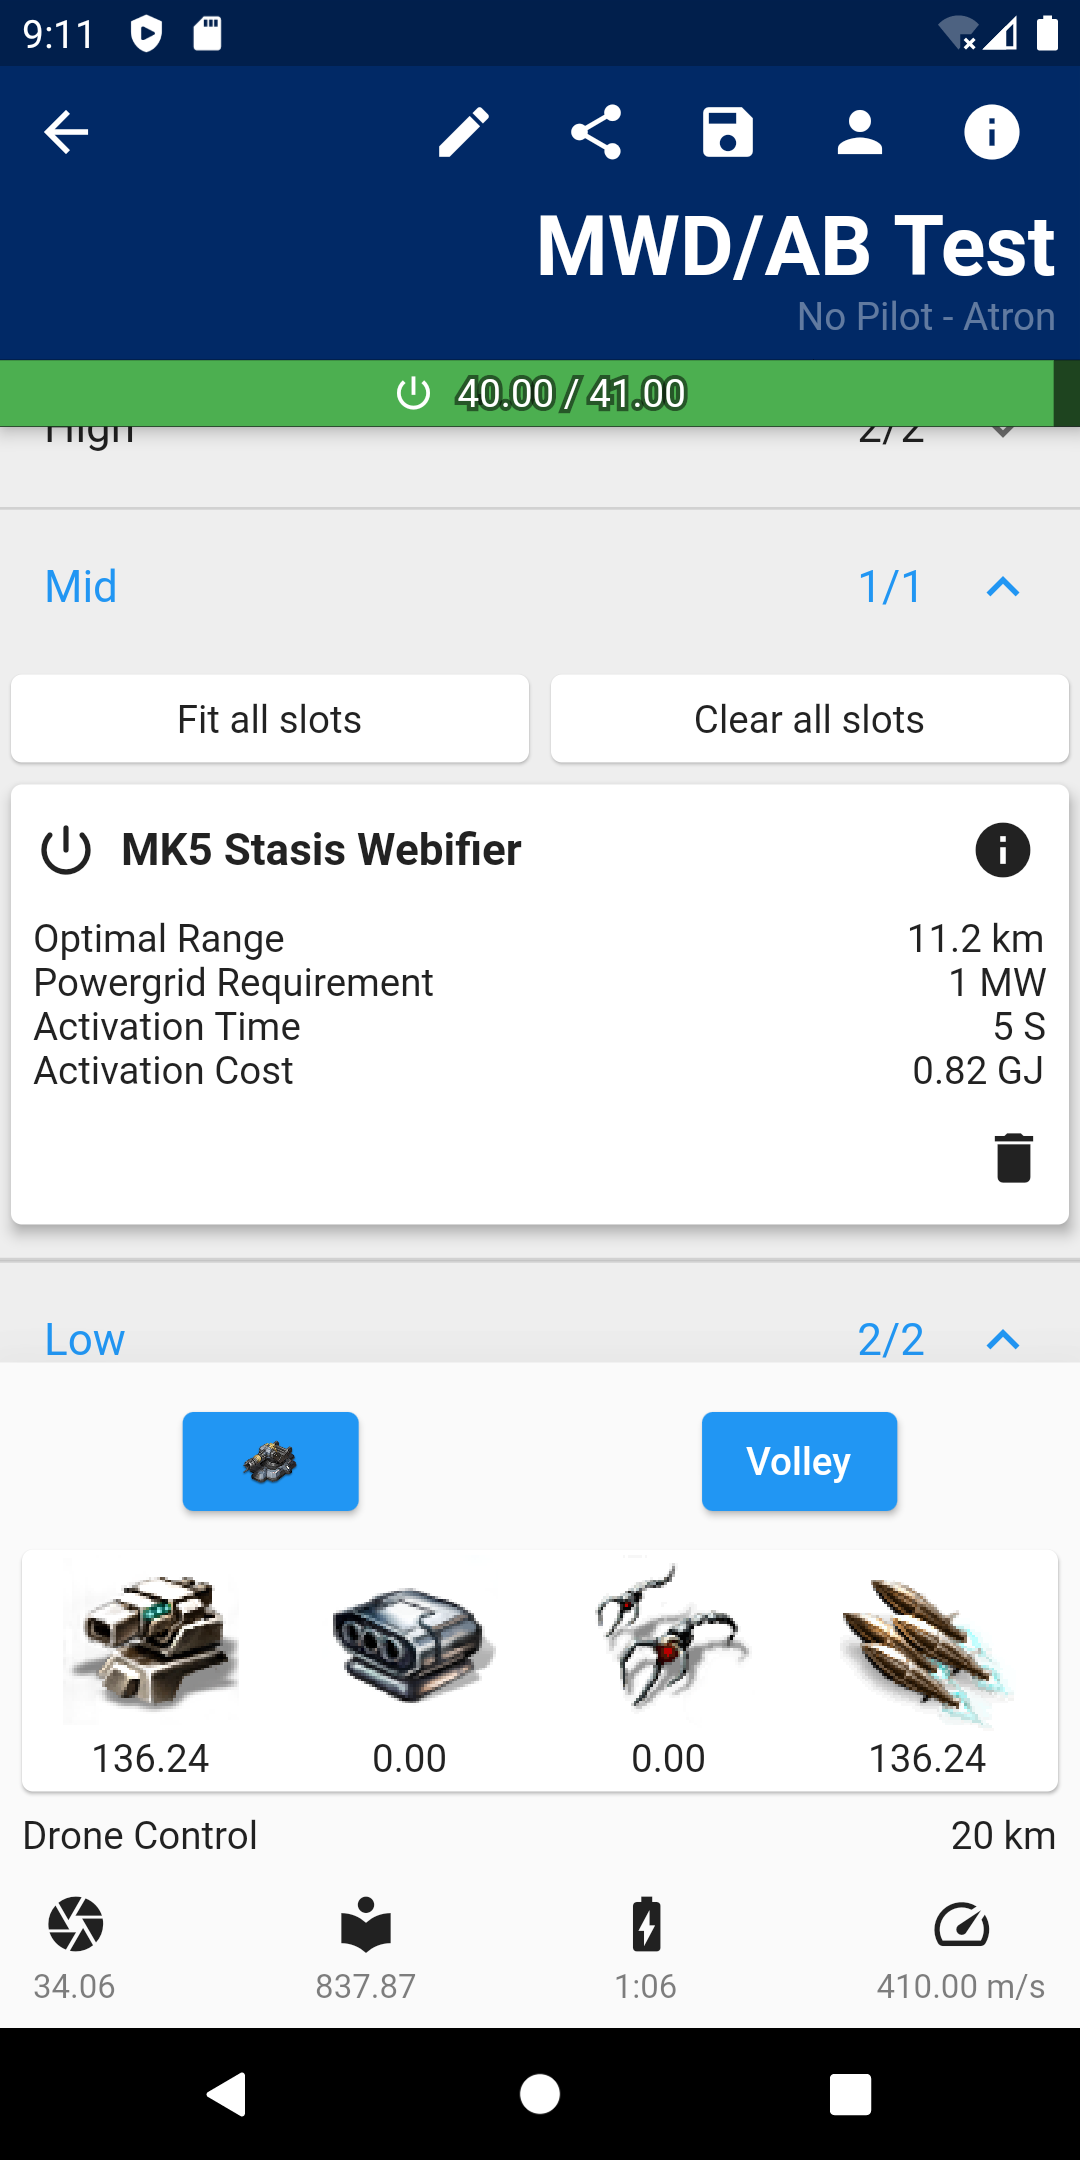 9:11
MWD/AB Test
No Pilot - Atron
40.00 / 41.00
High 2/2
Mid 1/1
Fit all slots Clear all slots
MK5 Stasis Webifier
Optimal Range 11.2 km
Powergrid Requirement 1 MW
Activation Time 5 S
Activation Cost 0.82 GJ
Low 2/2
Volley
136.24 0.00 0.00 136.24
Drone Control 20 km
34.06 837.87 1:06 410.00 m/s